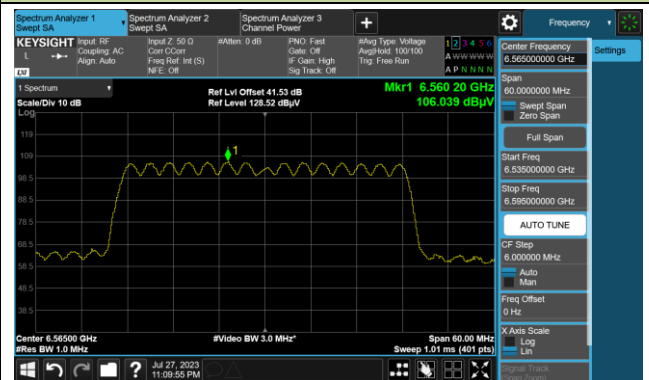 Spectrum Analyzer 1
Swept SA
Spectrum Analyzer 2
Swept SA
Spectrum Analyzer 3
Channel Power
Frequency
KEYSIGHT
L
LXI
Input: RF
Coupling: AC
Align: Auto
Input Z: 50 Ω
Corr CCorr
Freq Ref: Int (S)
NFE: Off
#Atten: 0 dB
PNO: Fast
Gate: Off
IF Gain: High
Sig Track: Off
#Avg Type: Voltage
AvgHold: 100/100
Trig: Free Run
1 2 3 4 5 6
A W W W W W
A P N N N N
1 Spectrum
Scale/Div 10 dB
Log
Ref Lvl Offset 41.53 dB
Ref Level 128.52 dBµV
Mkr1 6.560 20 GHz
106.039 dBµV
119
109
98.5
88.5
78.5
68.5
58.5
48.5
38.5
1
Center 6.56500 GHz
#Res BW 1.0 MHz
#Video BW 3.0 MHz*
Span 60.00 MHz
Sweep 1.01 ms (401 pts)
Jul 27, 2023
11:09:55 PM
Center Frequency
6.565000000 GHz
Settings
Span
60.0000000 MHz
Swept Span
Zero Span
Full Span
Start Freq
6.535000000 GHz
Stop Freq
6.595000000 GHz
AUTO TUNE
CF Step
6.000000 MHz
Auto
Man
Freq Offset
0 Hz
X Axis Scale
Log
Lin
Signal Track
(Span Zoom)